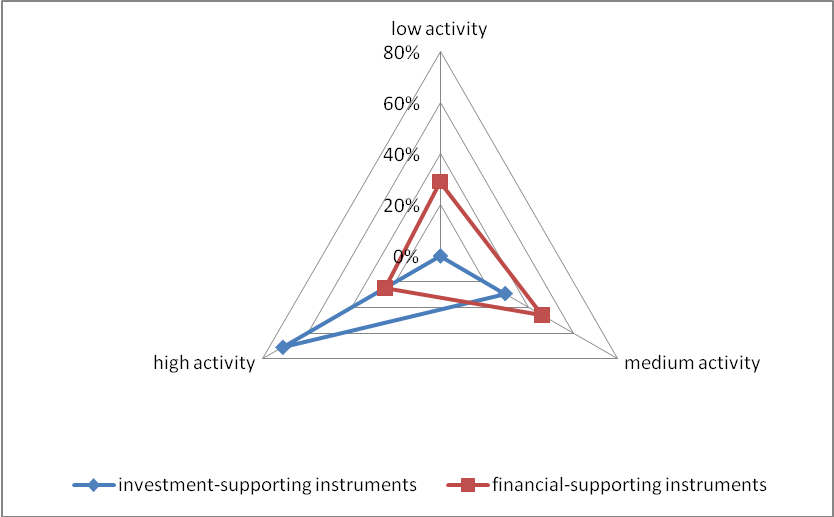 low activity
80%
60%
40%
20%
0%
high activity
medium activity
investment-supporting instruments
financial-supporting instruments